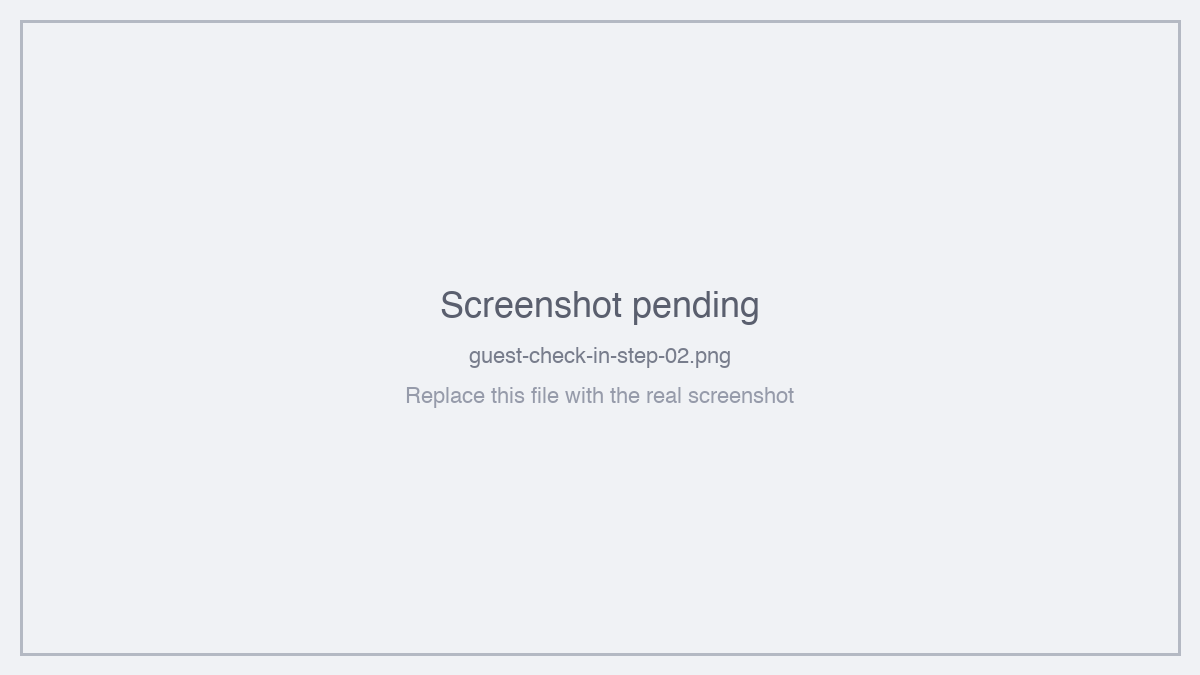 Screenshot pending
guest-check-in-step-02.png
Replace this file with the real screenshot